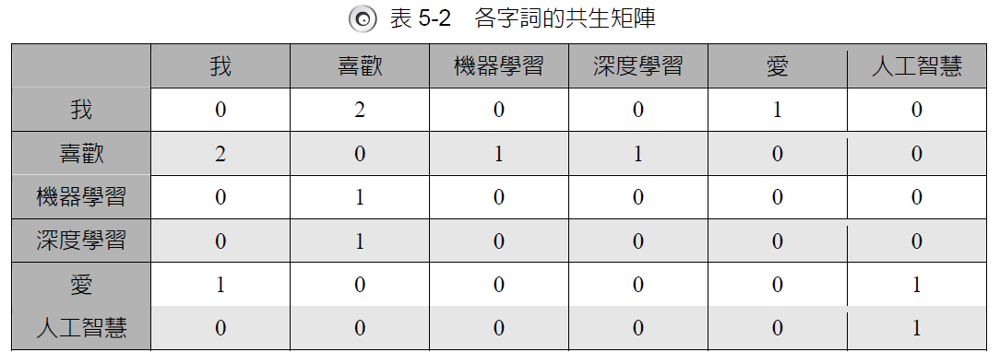 表 5-2 各字詞的共生矩陣
我 喜歡 機器學習 深度學習 愛 人工智慧
我 0 2 0 0 1 0
喜歡 2 0 1 1 0 0
機器學習 0 1 0 0 0 0
深度學習 0 1 0 0 0 0
愛 1 0 0 0 0 1
人工智慧 0 0 0 0 0 1